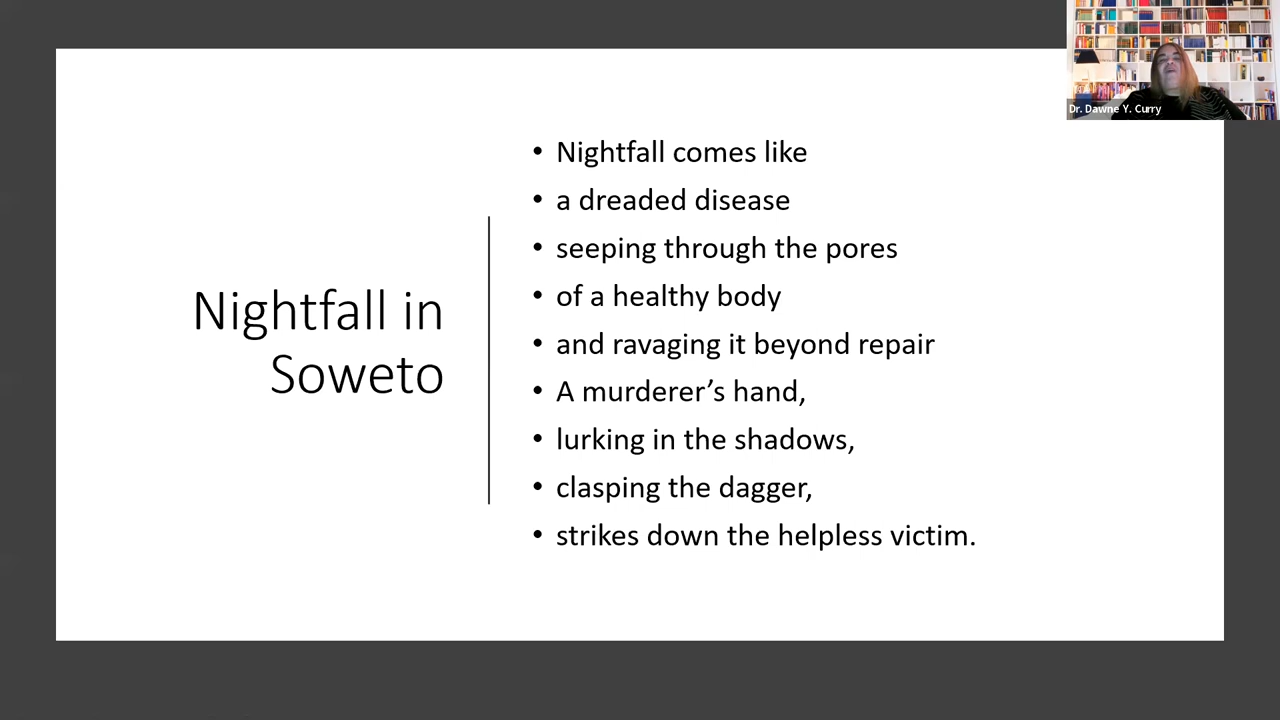 Dr. Dawne Y. Curry
Nightfall in
Soweto
• Nightfall comes like
• a dreaded disease
• seeping through the pores
• of a healthy body
• and ravaging it beyond repair
• A murderer’s hand,
• lurking in the shadows,
• clasping the dagger,
• strikes down the helpless victim.